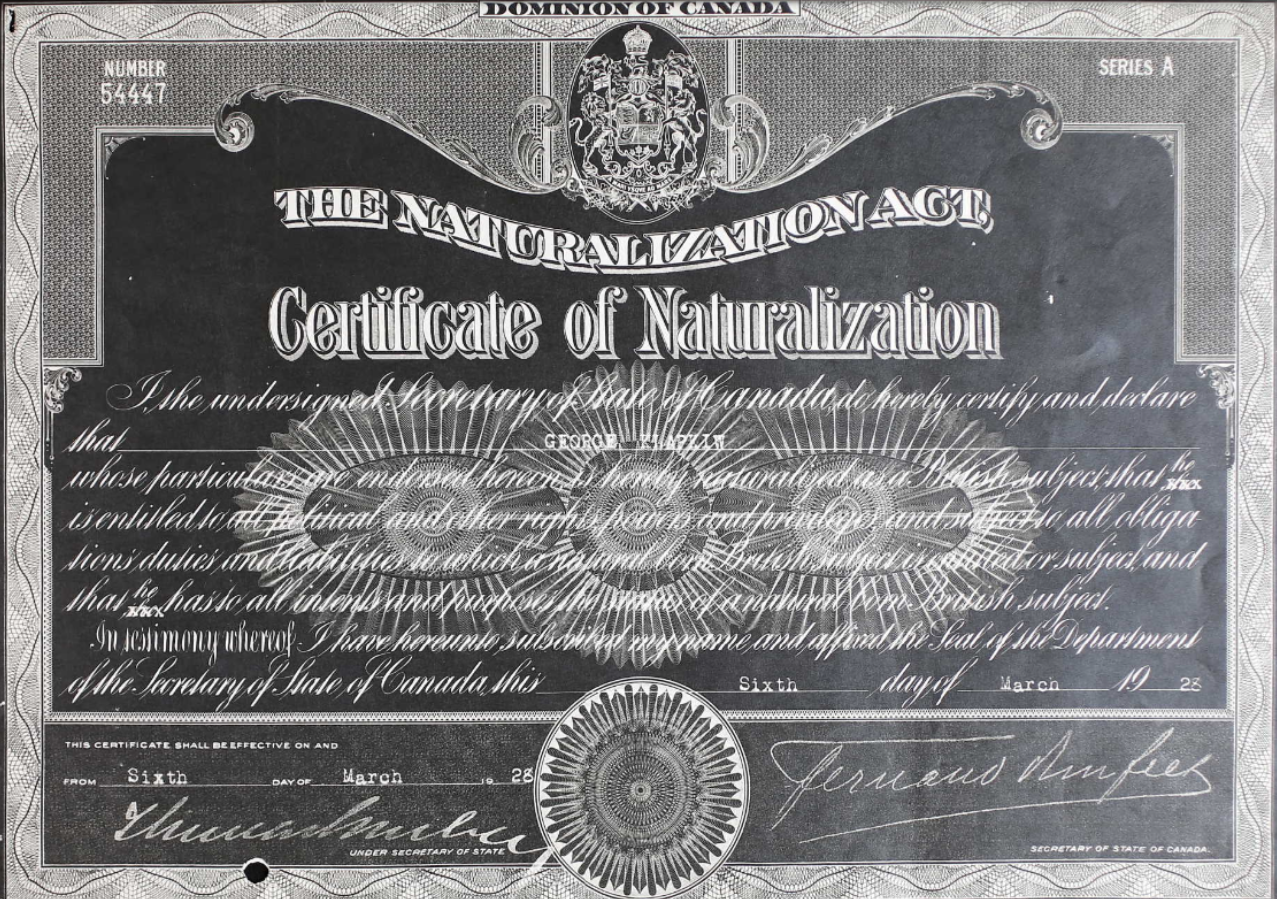 DOMINION OF CANADA
NUMBER
54447
SERIES A
THE NATURALIZATION ACT,
Certificate of Naturalization
I the undersigned Secretary of State of Canada, do hereby certify and declare
that GEORGE
whose particulars are endorsed hereon, is hereby naturalized as a British subject, that he
is entitled to all political and other rights powers and privileges and subject to all obliga-
tions duties and liabilities to which a natural born British subject is entitled or subject and
that he has to all intents and purposes the status of a natural born British subject.
In testimony whereof I have hereunto subscribed my name and affixed the Seal of the Department
of the Secretary of State of Canada, this Sixth day of March 19 28
THIS CERTIFICATE SHALL BE EFFECTIVE ON AND
FROM Sixth DAY OF March 19 28
UNDER SECRETARY OF STATE
SECRETARY OF STATE OF CANADA.